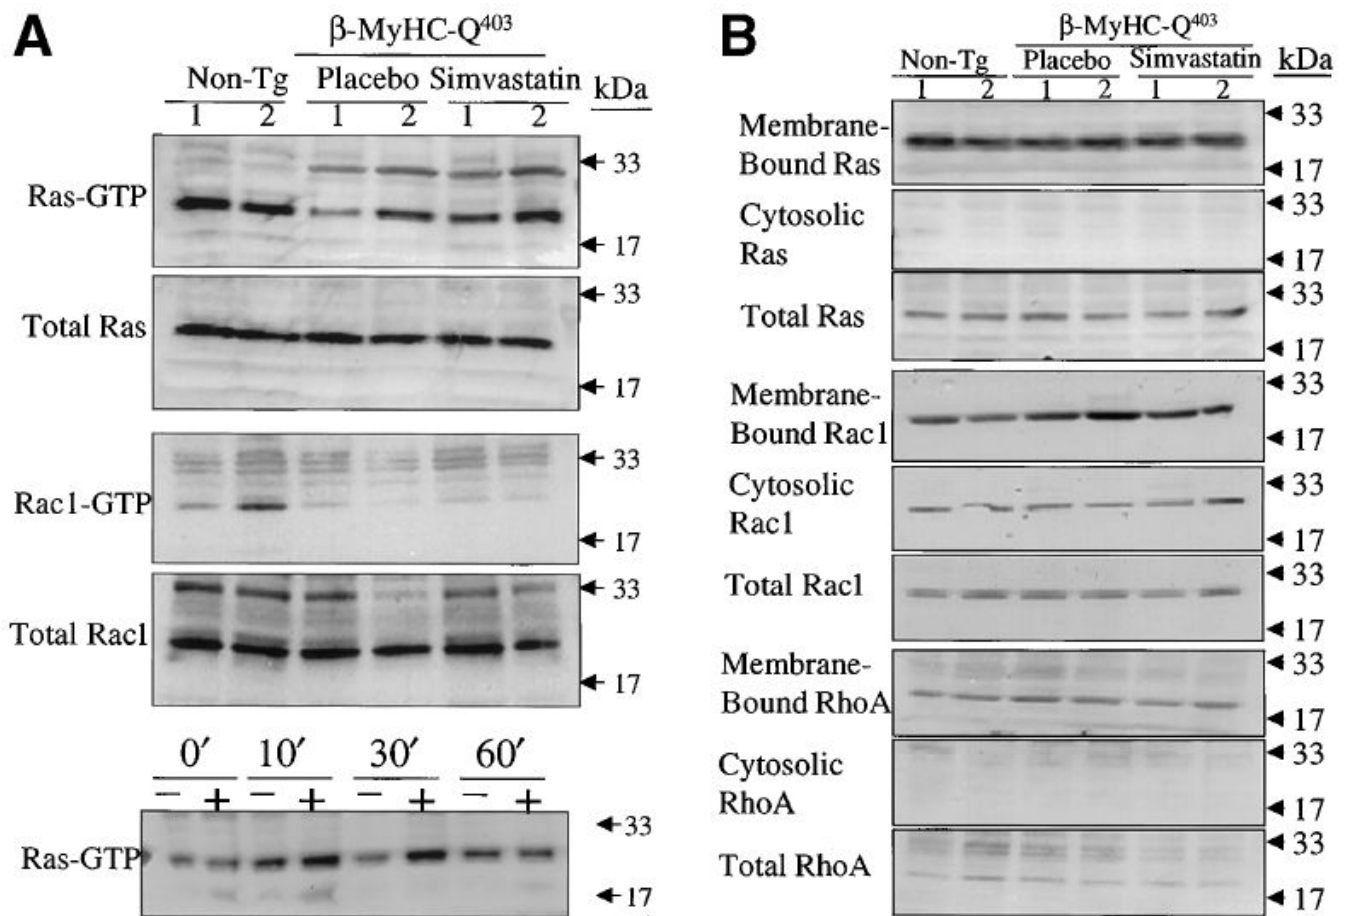 A
β-MyHC-Q⁴⁰³
Non-Tg Placebo Simvastatin kDa
1 2 1 2 1 2
Ras-GTP
33
17
Total Ras
33
17
Rac1-GTP
33
17
Total Rac1
33
17
0′ 10′ 30′ 60′
− + − + − + − +
Ras-GTP
33
17
B
β-MyHC-Q⁴⁰³
Non-Tg Placebo Simvastatin kDa
1 2 1 2 1 2
Membrane-
Bound Ras
33
17
Cytosolic
Ras
33
17
Total Ras
33
17
Membrane-
Bound Rac1
33
17
Cytosolic
Rac1
33
17
Total Rac1
33
17
Membrane-
Bound RhoA
33
17
Cytosolic
RhoA
33
17
Total RhoA
33
17